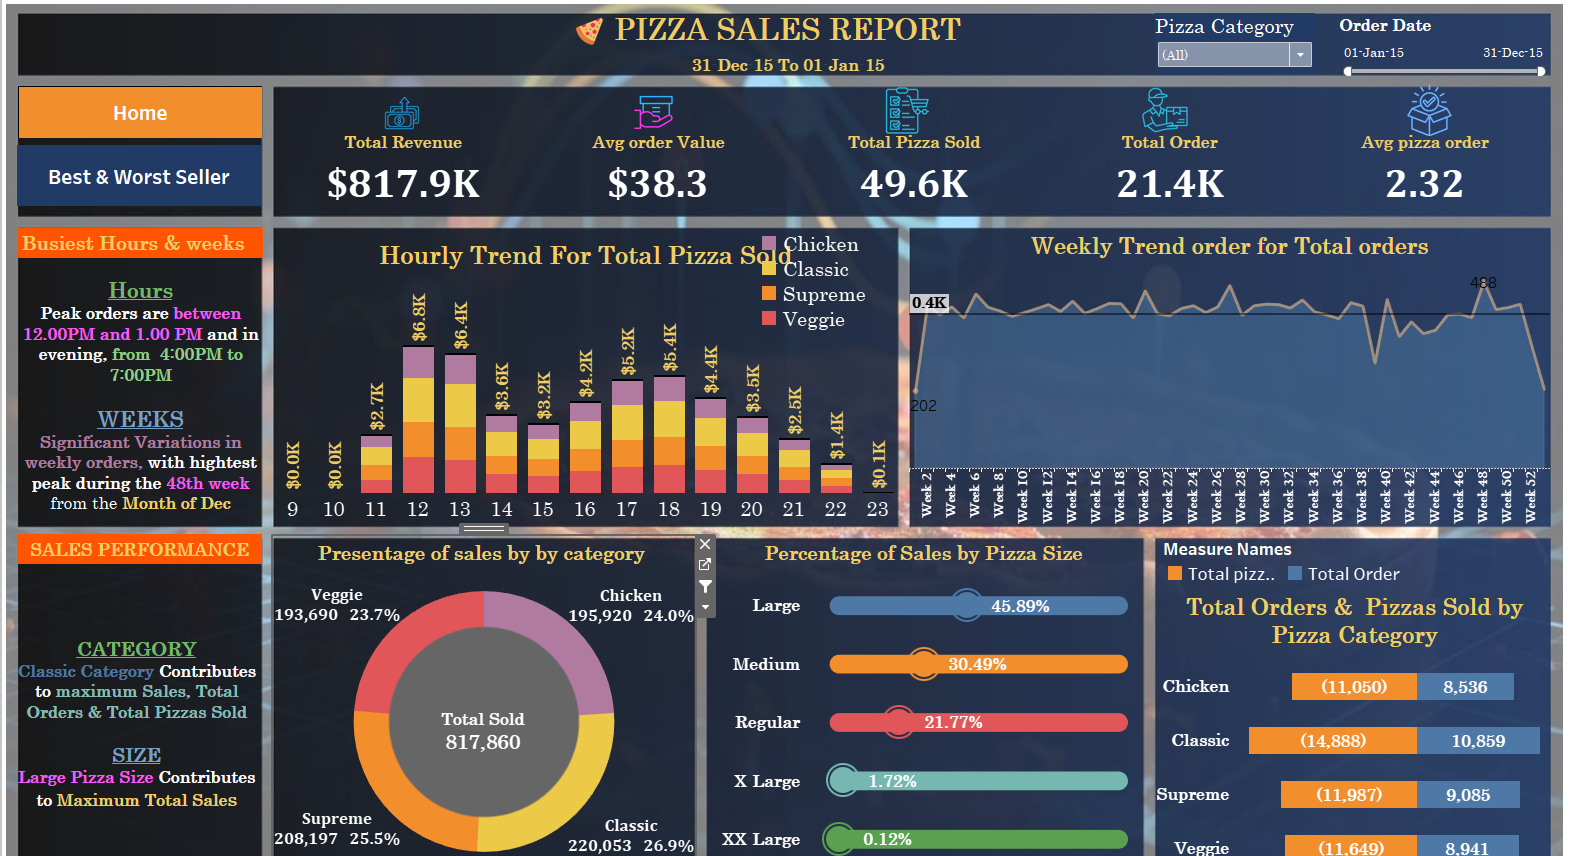 PIZZA SALES REPORT
31 Dec 15 To 01 Jan 15
Pizza Category
(All)
Order Date
01-Jan-15 31-Dec-15
Home
Best & Worst Seller
Total Revenue
$817.9K
Avg order Value
$38.3
Total Pizza Sold
49.6K
Total Order
21.4K
Avg pizza order
2.32
Busiest Hours & weeks
Hours
Peak orders are between
12.00PM and 1.00 PM and in
evening, from 4:00PM to
7:00PM
WEEKS
Significant Variations in
weekly orders, with hightest
peak during the 48th week
from the Month of Dec
Hourly Trend For Total Pizza Sold
Chicken
Classic
Supreme
Veggie
$0.0K
$0.0K
$2.7K
$6.8K
$6.4K
$3.6K
$3.2K
$4.2K
$5.2K
$5.4K
$4.4K
$3.5K
$2.5K
$1.4K
$0.1K
9 10 11 12 13 14 15 16 17 18 19 20 21 22 23
Weekly Trend order for Total orders
0.4K
488
202
Week 2
Week 4
Week 6
Week 8
Week 10
Week 12
Week 14
Week 16
Week 18
Week 20
Week 22
Week 24
Week 26
Week 28
Week 30
Week 32
Week 34
Week 36
Week 38
Week 40
Week 42
Week 44
Week 46
Week 48
Week 50
Week 52
SALES PERFORMANCE
CATEGORY
Classic Category Contributes
to maximum Sales, Total
Orders & Total Pizzas Sold
SIZE
Large Pizza Size Contributes
to Maximum Total Sales
Presentage of sales by by category
Veggie
193,690 23.7%
Chicken
195,920 24.0%
Total Sold
817,860
Supreme
208,197 25.5%
Classic
220,053 26.9%
Percentage of Sales by Pizza Size
Large 45.89%
Medium 30.49%
Regular 21.77%
X Large 1.72%
XX Large 0.12%
Measure Names
Total pizz.. Total Order
Total Orders & Pizzas Sold by
Pizza Category
Chicken (11,050) 8,536
Classic (14,888) 10,859
Supreme (11,987) 9,085
Veggie (11,649) 8,941